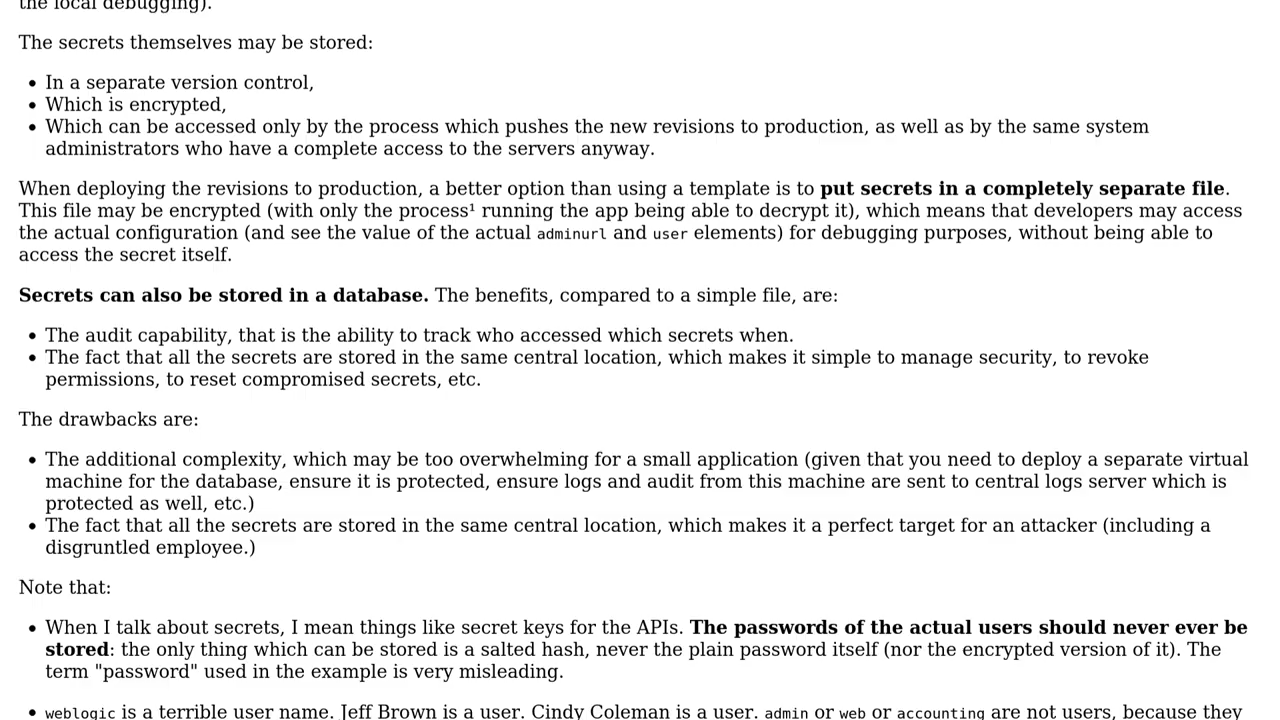 the local debugging).
The secrets themselves may be stored:
• In a separate version control,
• Which is encrypted,
• Which can be accessed only by the process which pushes the new revisions to production, as well as by the same system
administrators who have a complete access to the servers anyway.
When deploying the revisions to production, a better option than using a template is to put secrets in a completely separate file.
This file may be encrypted (with only the process¹ running the app being able to decrypt it), which means that developers may access
the actual configuration (and see the value of the actual adminurl and user elements) for debugging purposes, without being able to
access the secret itself.
Secrets can also be stored in a database. The benefits, compared to a simple file, are:
• The audit capability, that is the ability to track who accessed which secrets when.
• The fact that all the secrets are stored in the same central location, which makes it simple to manage security, to revoke
permissions, to reset compromised secrets, etc.
The drawbacks are:
• The additional complexity, which may be too overwhelming for a small application (given that you need to deploy a separate virtual
machine for the database, ensure it is protected, ensure logs and audit from this machine are sent to central logs server which is
protected as well, etc.)
• The fact that all the secrets are stored in the same central location, which makes it a perfect target for an attacker (including a
disgruntled employee.)
Note that:
• When I talk about secrets, I mean things like secret keys for the APIs. The passwords of the actual users should never ever be
stored: the only thing which can be stored is a salted hash, never the plain password itself (nor the encrypted version of it). The
term "password" used in the example is very misleading.
• weblogic is a terrible user name. Jeff Brown is a user. Cindy Coleman is a user. admin or web or accounting are not users, because they